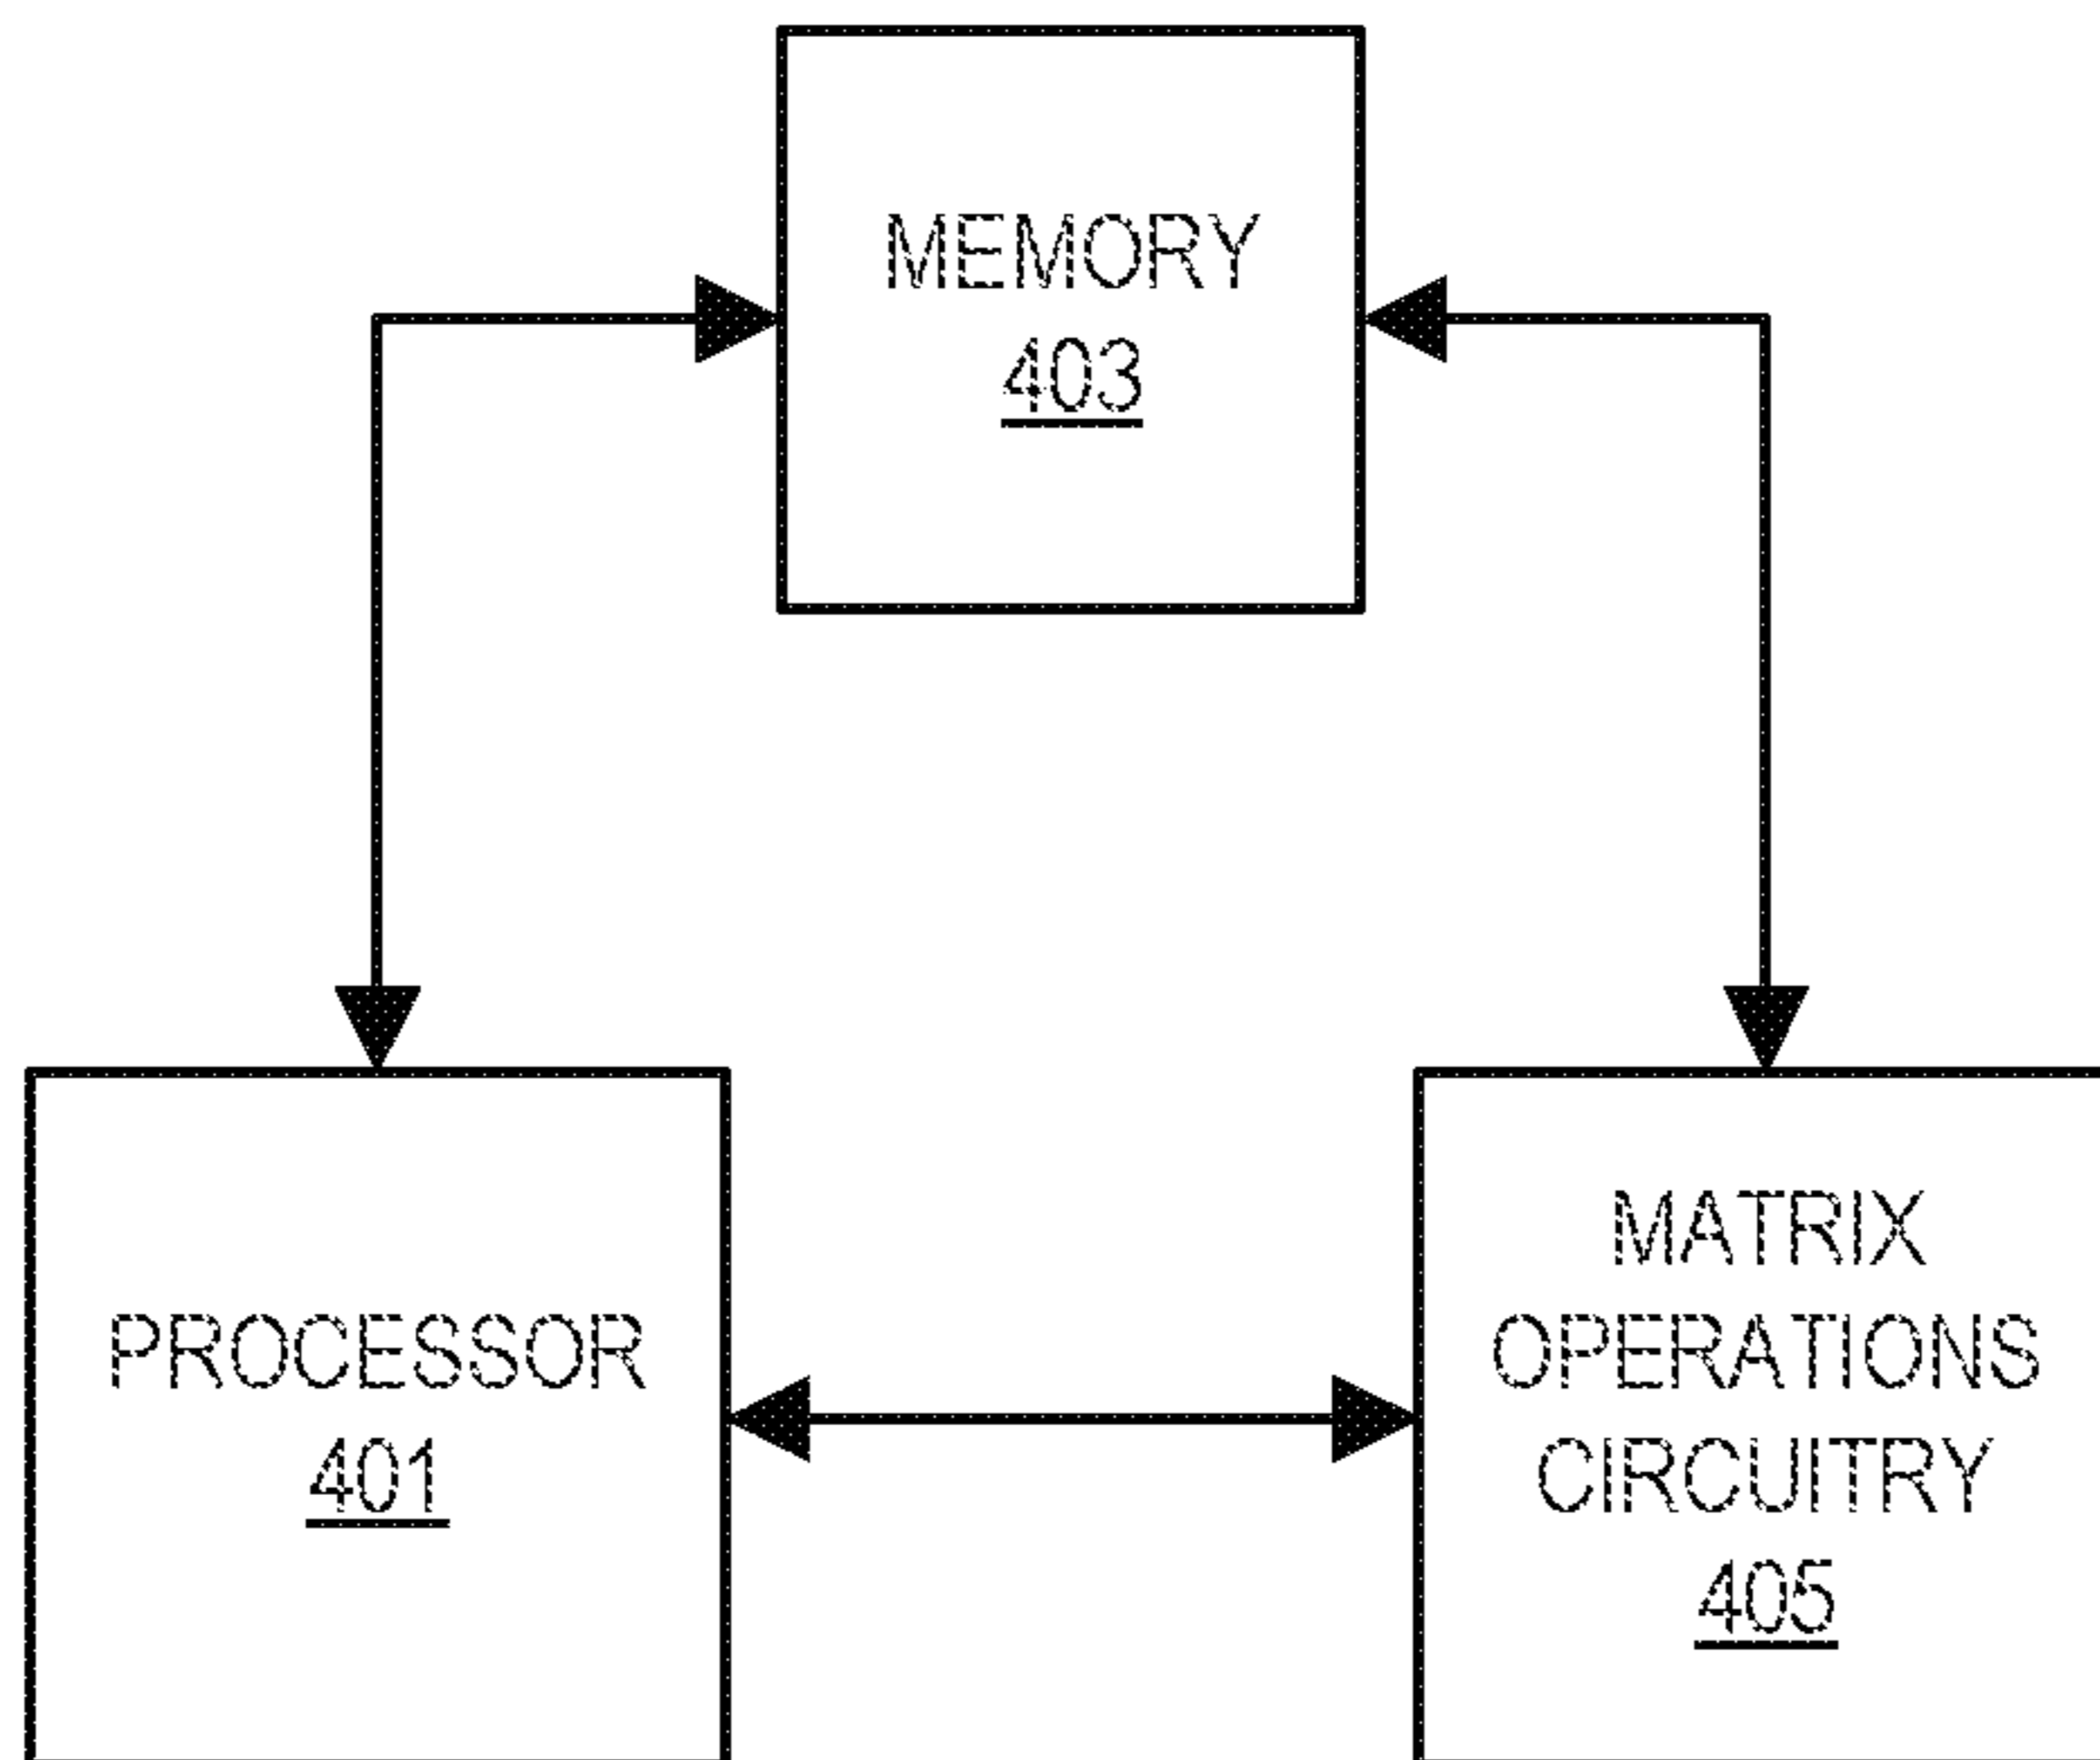 MEMORY
403
PROCESSOR
401
MATRIX
OPERATIONS
CIRCUITRY
405